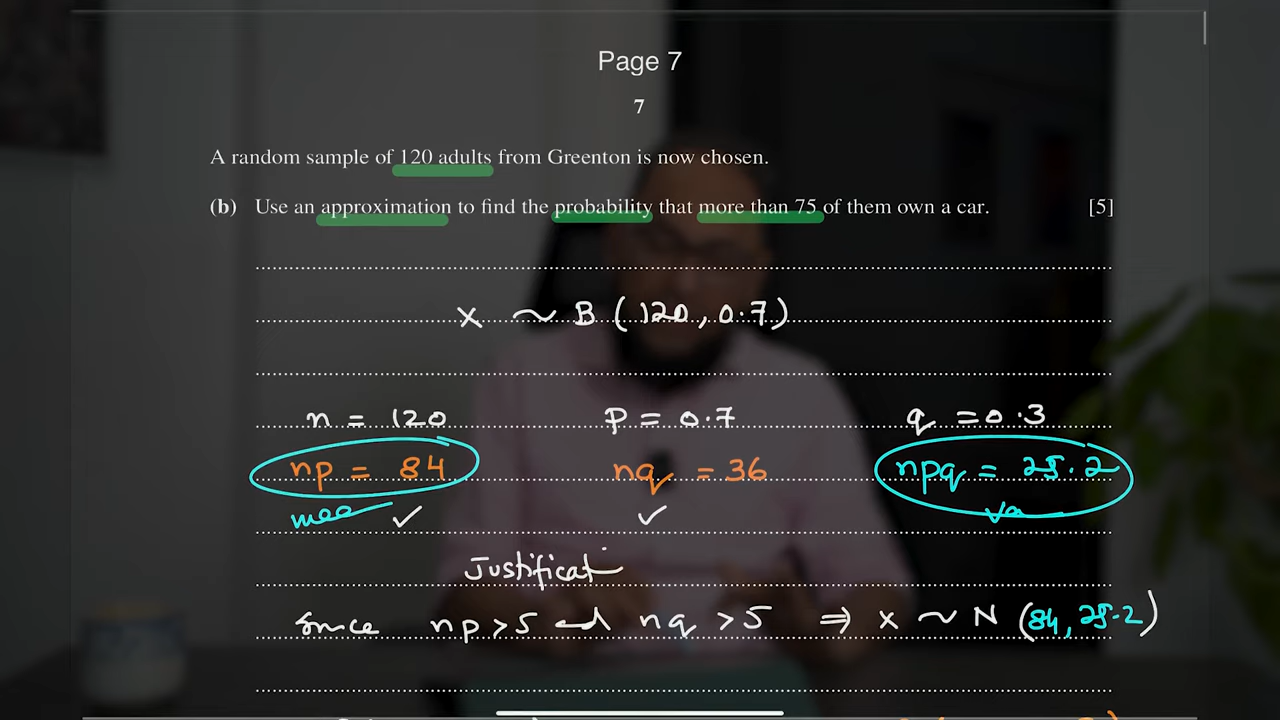 Page 7
7
A random sample of 120 adults from Greenton is now chosen.
(b) Use an approximation to find the probability that more than 75 of them own a car. [5]
X ~ B (120, 0.7)
n = 120 p = 0.7 q = 0.3
np = 84 nq = 36 npq = 25.2
Justificat
Since np > 5 and nq > 5 ⇒ X ~ N (84, 25.2)